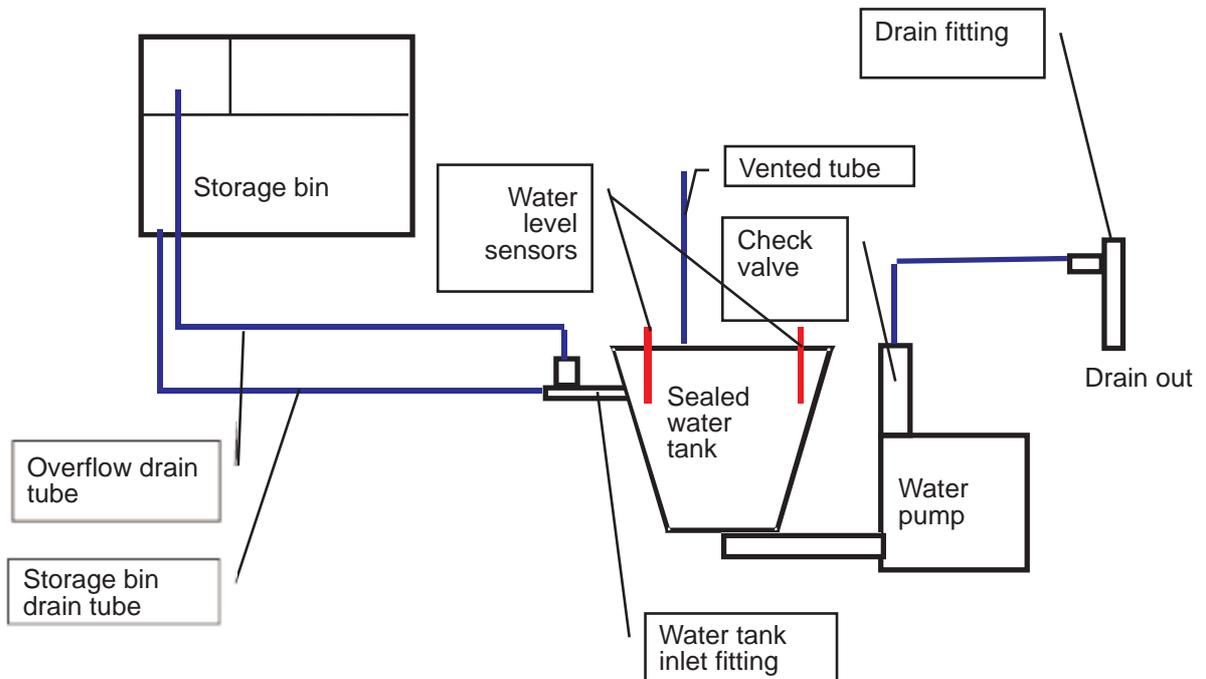 Drain fitting
Vented tube
Storage bin
Water
level
sensors
Check
valve
Drain out
Sealed
water
tank
Overflow drain
tube
Water
pump
Storage bin
drain tube
Water tank
inlet fitting